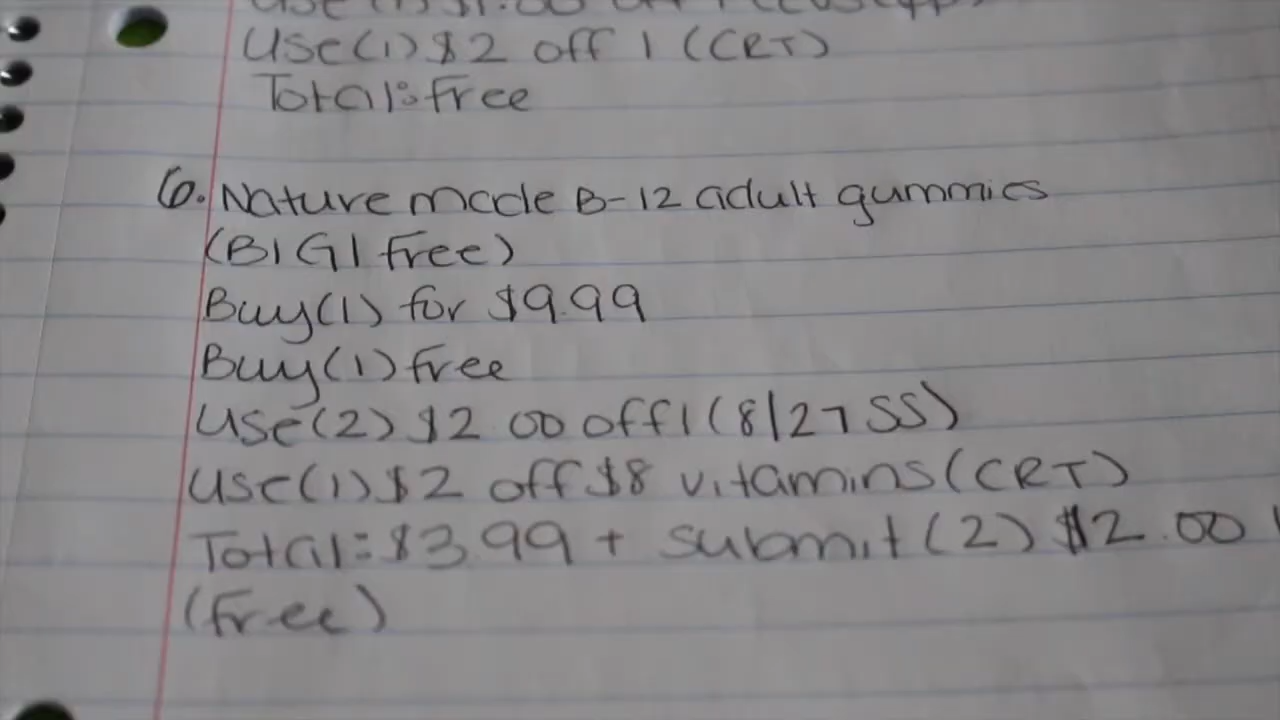 Use(1) $2 off 1 (CRT)
Total: free
6. Nature made B-12 adult gummies
(B1G1 free)
Buy(1) for $9.99
Buy(1) free
Use(2) $2.00 off 1 (8/27 SS)
Use(1) $2 off $8 vitamins (CRT)
Total= $3.99 + submit (2) $2.00
(free)